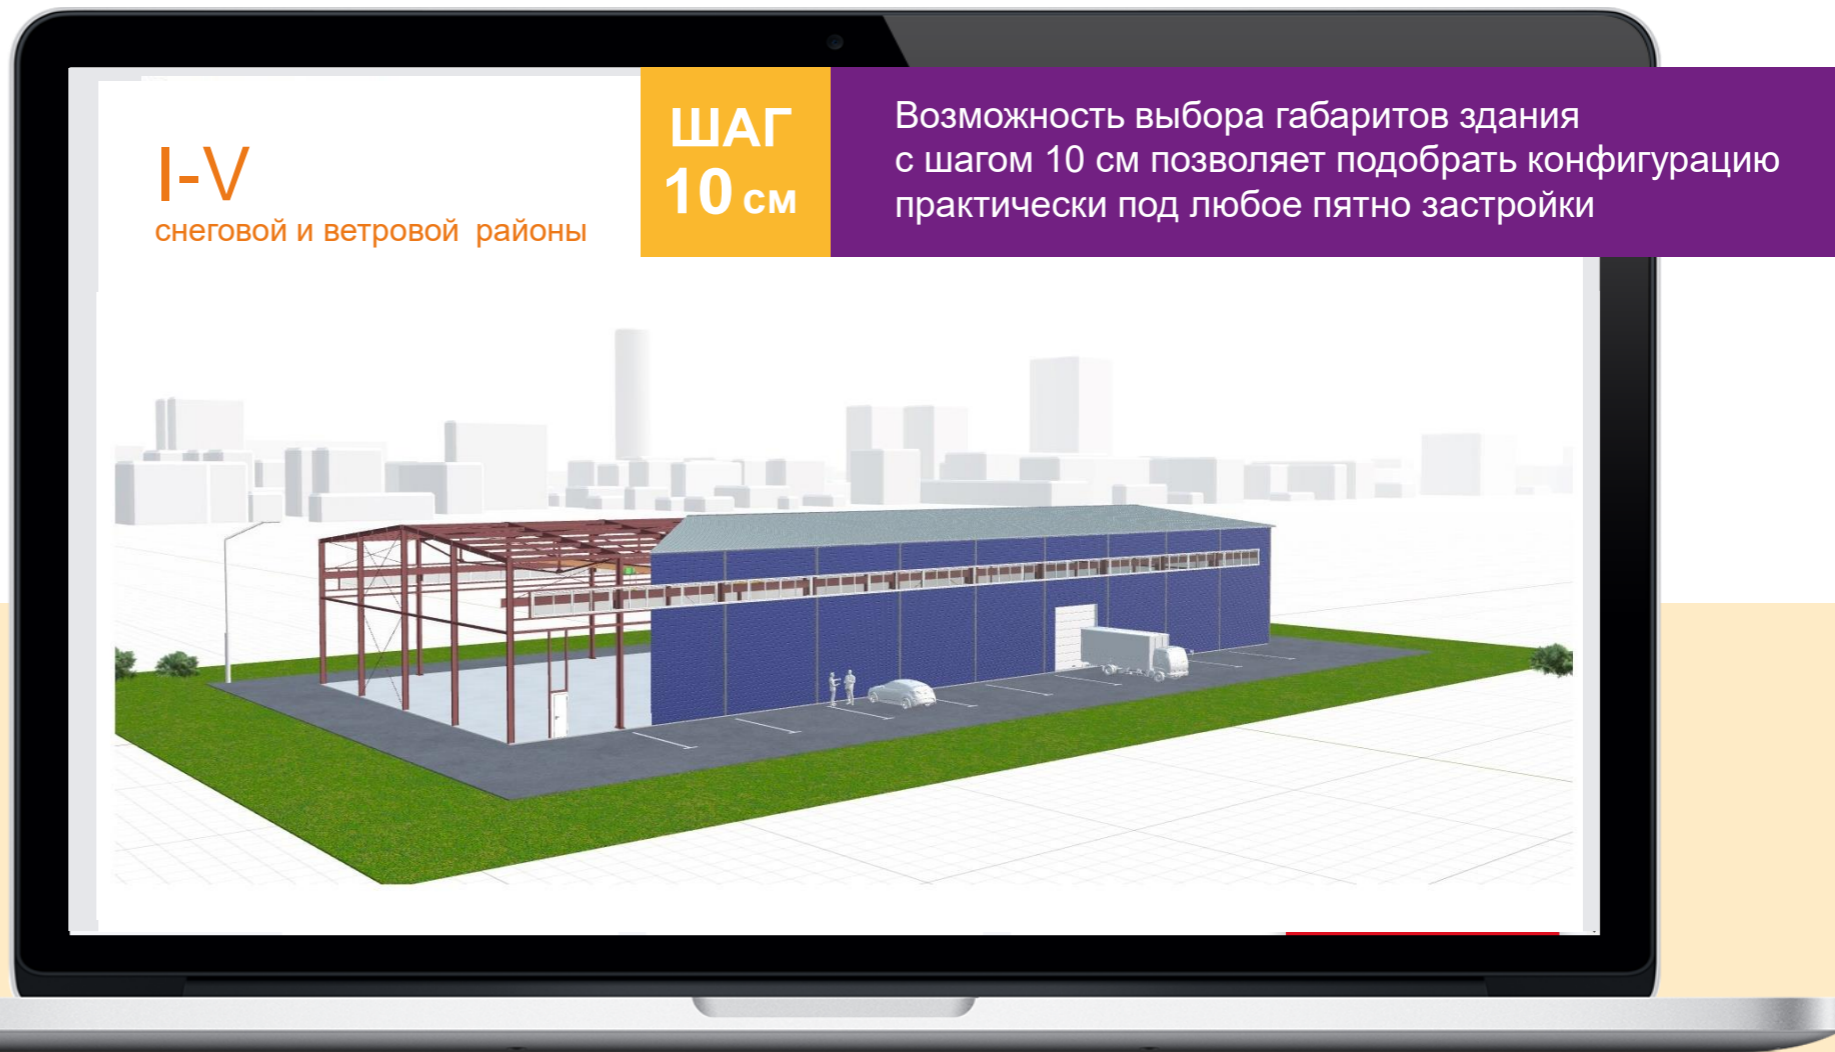 I-V
снеговой и ветровой районы
ШАГ
10 см
Возможность выбора габаритов здания
с шагом 10 см позволяет подобрать конфигурацию
практически под любое пятно застройки